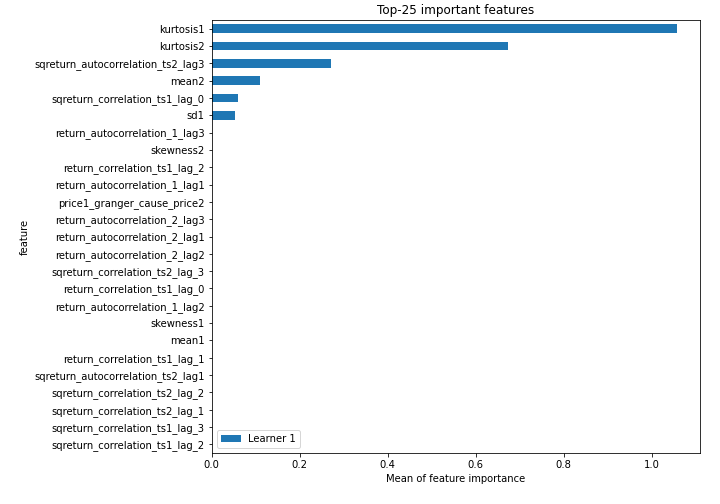 Top-25 important features
kurtosis1
kurtosis2
sqreturn_autocorrelation_ts2_lag3
mean2
sqreturn_correlation_ts1_lag_0
sd1
return_autocorrelation_1_lag3
skewness2
return_correlation_ts1_lag_2
return_autocorrelation_1_lag1
price1_granger_cause_price2
return_autocorrelation_2_lag3
return_autocorrelation_2_lag1
return_autocorrelation_2_lag2
sqreturn_correlation_ts2_lag_3
return_correlation_ts1_lag_0
return_autocorrelation_1_lag2
skewness1
mean1
return_correlation_ts1_lag_1
sqreturn_autocorrelation_ts2_lag1
sqreturn_correlation_ts2_lag_2
sqreturn_correlation_ts2_lag_1
sqreturn_correlation_ts1_lag_3
sqreturn_correlation_ts1_lag_2
feature
Learner 1
0.0 0.2 0.4 0.6 0.8 1.0
Mean of feature importance